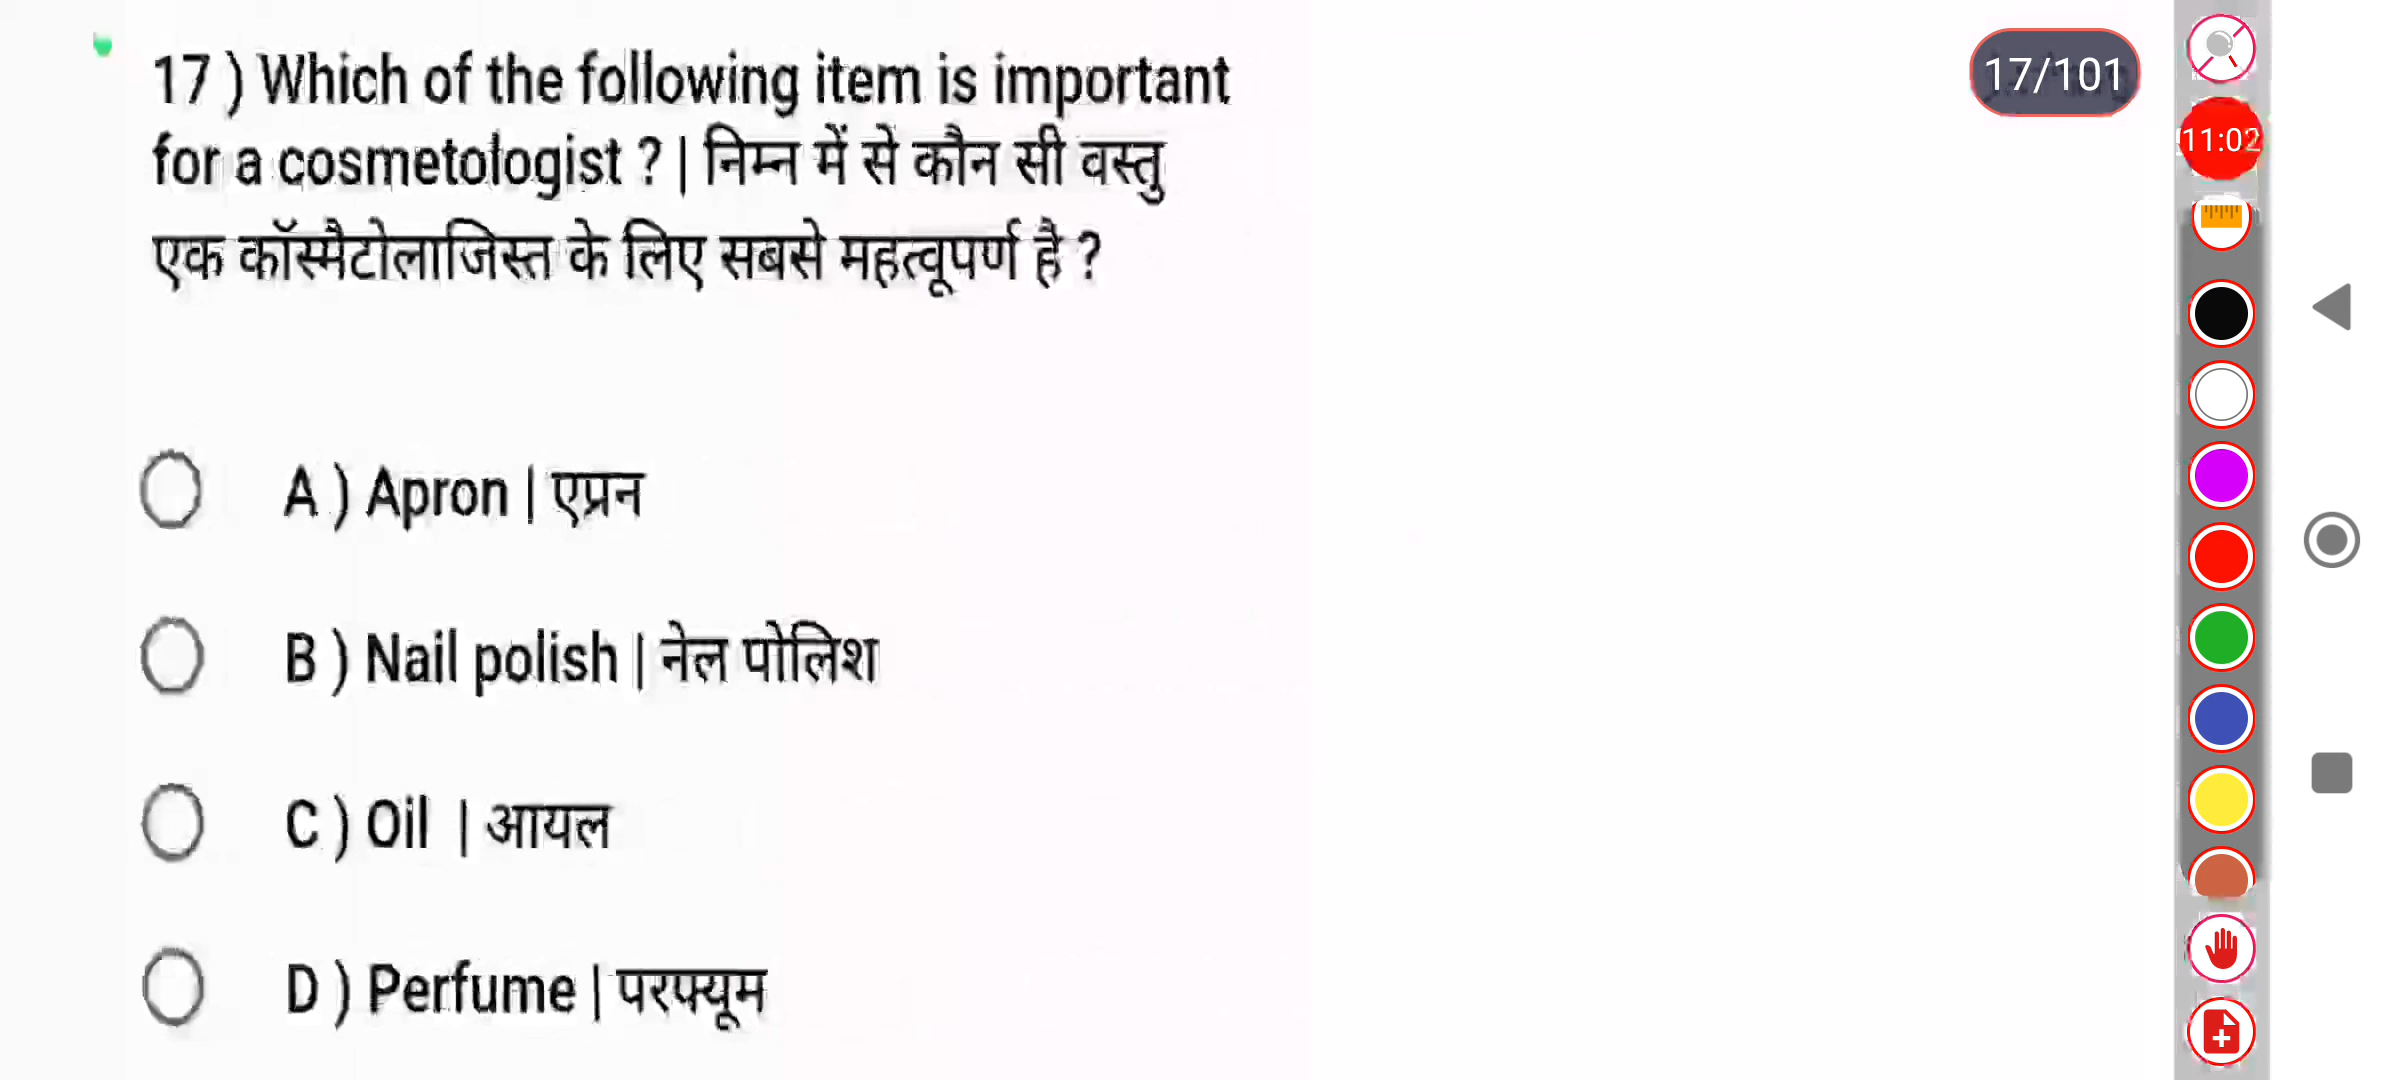 17 ) Which of the following item is important
for a cosmetologist ? | निम्न में से कौन सी वस्तु
एक कॉस्मैटोलाजिस्त के लिए सबसे महत्वूपर्ण है ?
A ) Apron | एप्रन
B ) Nail polish | नेल पोलिश
C ) Oil | आयल
D ) Perfume | परफ्यूम
17/101
11:02